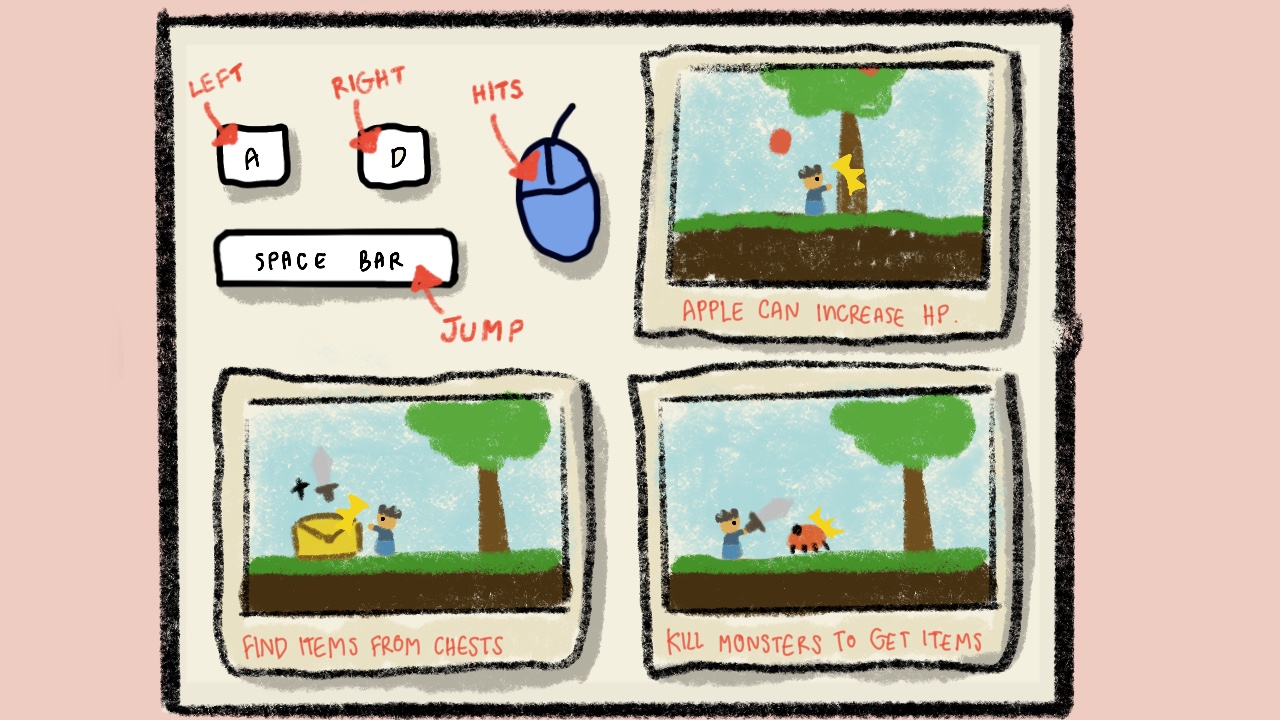 LEFT
RIGHT
HITS
A
D
SPACE BAR
JUMP
APPLE CAN INCREASE HP.
FIND ITEMS FROM CHESTS
KILL MONSTERS TO GET ITEMS